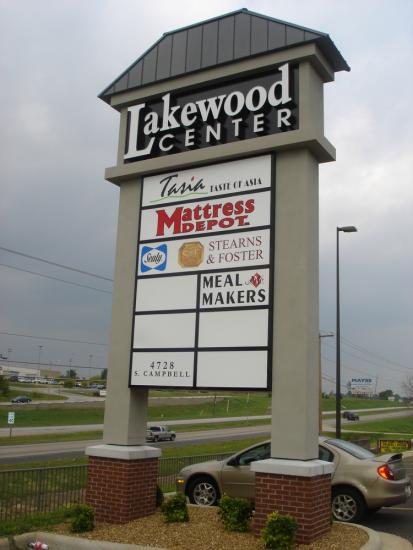 Lakewood
CENTER
Tasia TASTE OF ASIA
Mattress
DEPOT.
Sealy
STEARNS
& FOSTER
MEAL
MAKERS
4728
S. CAMPBELL